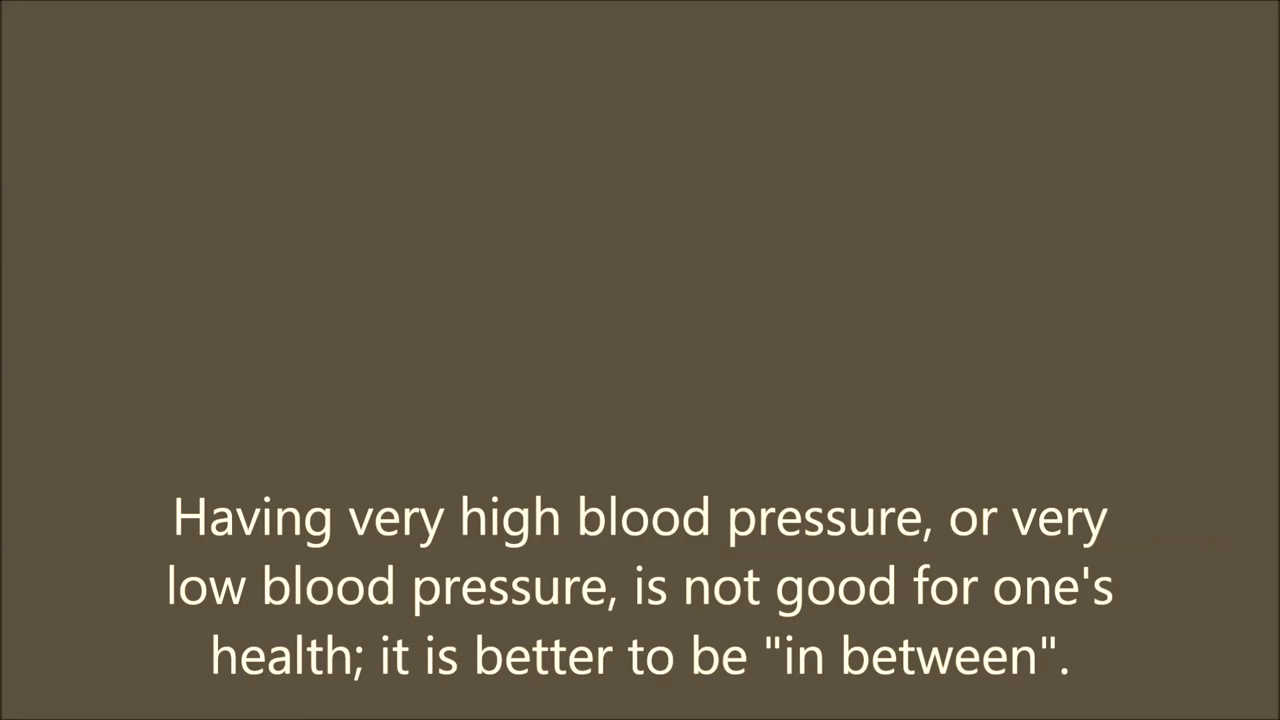 Having very high blood pressure, or very
low blood pressure, is not good for one's
health; it is better to be "in between".